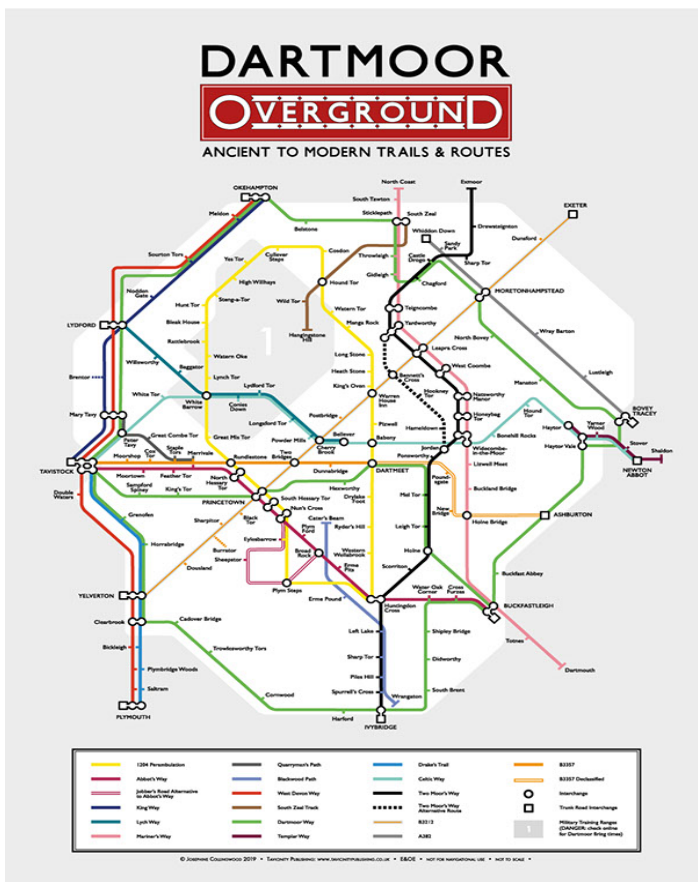 DARTMOOR
OVERGROUND
ANCIENT TO MODERN TRAILS & ROUTES
OKEHAMPTON
Meldon
Belstone
North Coast
South Tawton
Sticklepath
South Zeal
Exmoor
EXETER
Whiddon Down
Drewsteignton
Dunsford
Sandy Park
Sourton Tors
Yes Tor
Cullever Steps
Cosdon
Throwleigh
Castle Drogo
Sharp Tor
High Willhays
Gidleigh
Chagford
Nodden Gate
Hound Tor
MORETONHAMPSTEAD
Hunt Tor
Steng-a-Tor
Wild Tor
Watern Tor
Teigncombe
Bleak House
Manga Rock
Yardworthy
LYDFORD
1
Hangingstone Hill
Wray Barton
Rattlebrook
North Bovey
Long Stone
Leapra Cross
Watern Oke
Willsworthy
Baggator
Heath Stone
Bennett's Cross
West Coombe
Lustleigh
Brentor
Lynch Tor
Lydford Tor
King's Oven
Hockney Tor
Manaton
White Tor
White Barrow
Conies Down
Warren House Inn
Nattworthy Manor
Hound Tor
BOVEY TRACEY
Mary Tavy
Postbridge
Honeybag Tor
Longaford Tor
Pizwell
Hameldown
Haytor
Yarner Wood
Peter Tavy
Great Combe Tor
Great Mis Tor
Powder Mills
Bellever
Cherry Brook
Babeny
Jordan
Bonehill Rocks
Stover
Cox Tor
Staple Tors
Moorshop
Merrivale
Ponsworthy
Widecombe-in-the-Moor
Haytor Vale
Sheldon
TAVISTOCK
Rundlestone
Two Bridges
Dunnabridge
DARTMEET
Lizwell Meet
NEWTON ABBOT
Moortown
Feather Tor
North Hessary Tor
Hexworthy
Poundsgate
Double Waters
Sampford Spiney
King's Tor
PRINCETOWN
South Hessary Tor
Drylake Foot
Mel Tor
Buckland Bridge
Grenofen
Black Tor
Nun's Cross
Cater's Beam
New Bridge
Holne Bridge
ASHBURTON
Sharpitor
Plym Ford
Ryder's Hill
Leigh Tor
Horrabridge
Burrator
Eylesbarrow
Sheepstor
Broad Rock
Western Wellabrook
Holne
Dousland
Erme Pits
Scorriton
Buckfast Abbey
YELVERTON
Plym Steps
Erme Pound
Water Oak Corner
Cross Furzes
BUCKFASTLEIGH
Huntingdon Cross
Clearbrook
Cadover Bridge
Left Lake
Shipley Bridge
Totnes
Bickleigh
Trowlesworthy Tors
Sharp Tor
Didworthy
Dartmouth
Plymbridge Woods
Piles Hill
Saltram
Cornwood
Spurrell's Cross
Wrangaton
South Brent
PLYMOUTH
Harford
IVYBRIDGE
1204 Perambulation
Abbot's Way
Jobber's Road Alternative to Abbot's Way
King Way
Lych Way
Mariner's Way
Quarryman's Path
Blackwood Path
West Devon Way
South Zeal Track
Dartmoor Way
Templer Way
Drake's Trail
Celtic Way
Two Moor's Way
Two Moor's Way Alternative Route
B3212
A382
B3357
B3357 Declassified
Interchange
Trunk Road Interchange
1
Military Training Ranges
(DANGER: check online
for Dartmoor firing times)
© JOSEPHINE COLLINGWOOD 2019 • TAVICINITY PUBLISHING: WWW.TAVICINITYPUBLISHING.CO.UK • E&OE • NOT FOR NAVIGATIONAL USE • NOT TO SCALE •